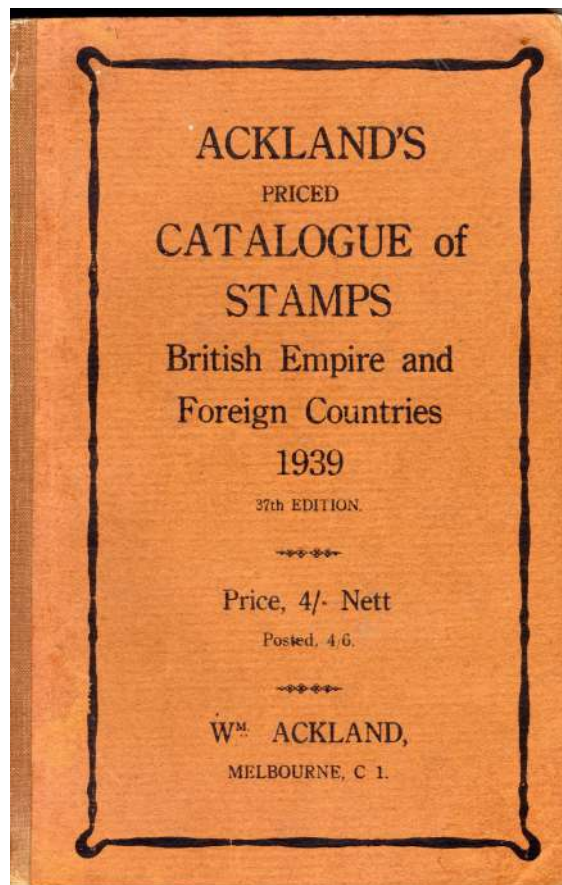 ACKLAND'S
PRICED
CATALOGUE of
STAMPS
British Empire and
Foreign Countries
1939
37th EDITION.
Price, 4/- Nett
Posted, 4/6.
WM. ACKLAND,
MELBOURNE, C 1.